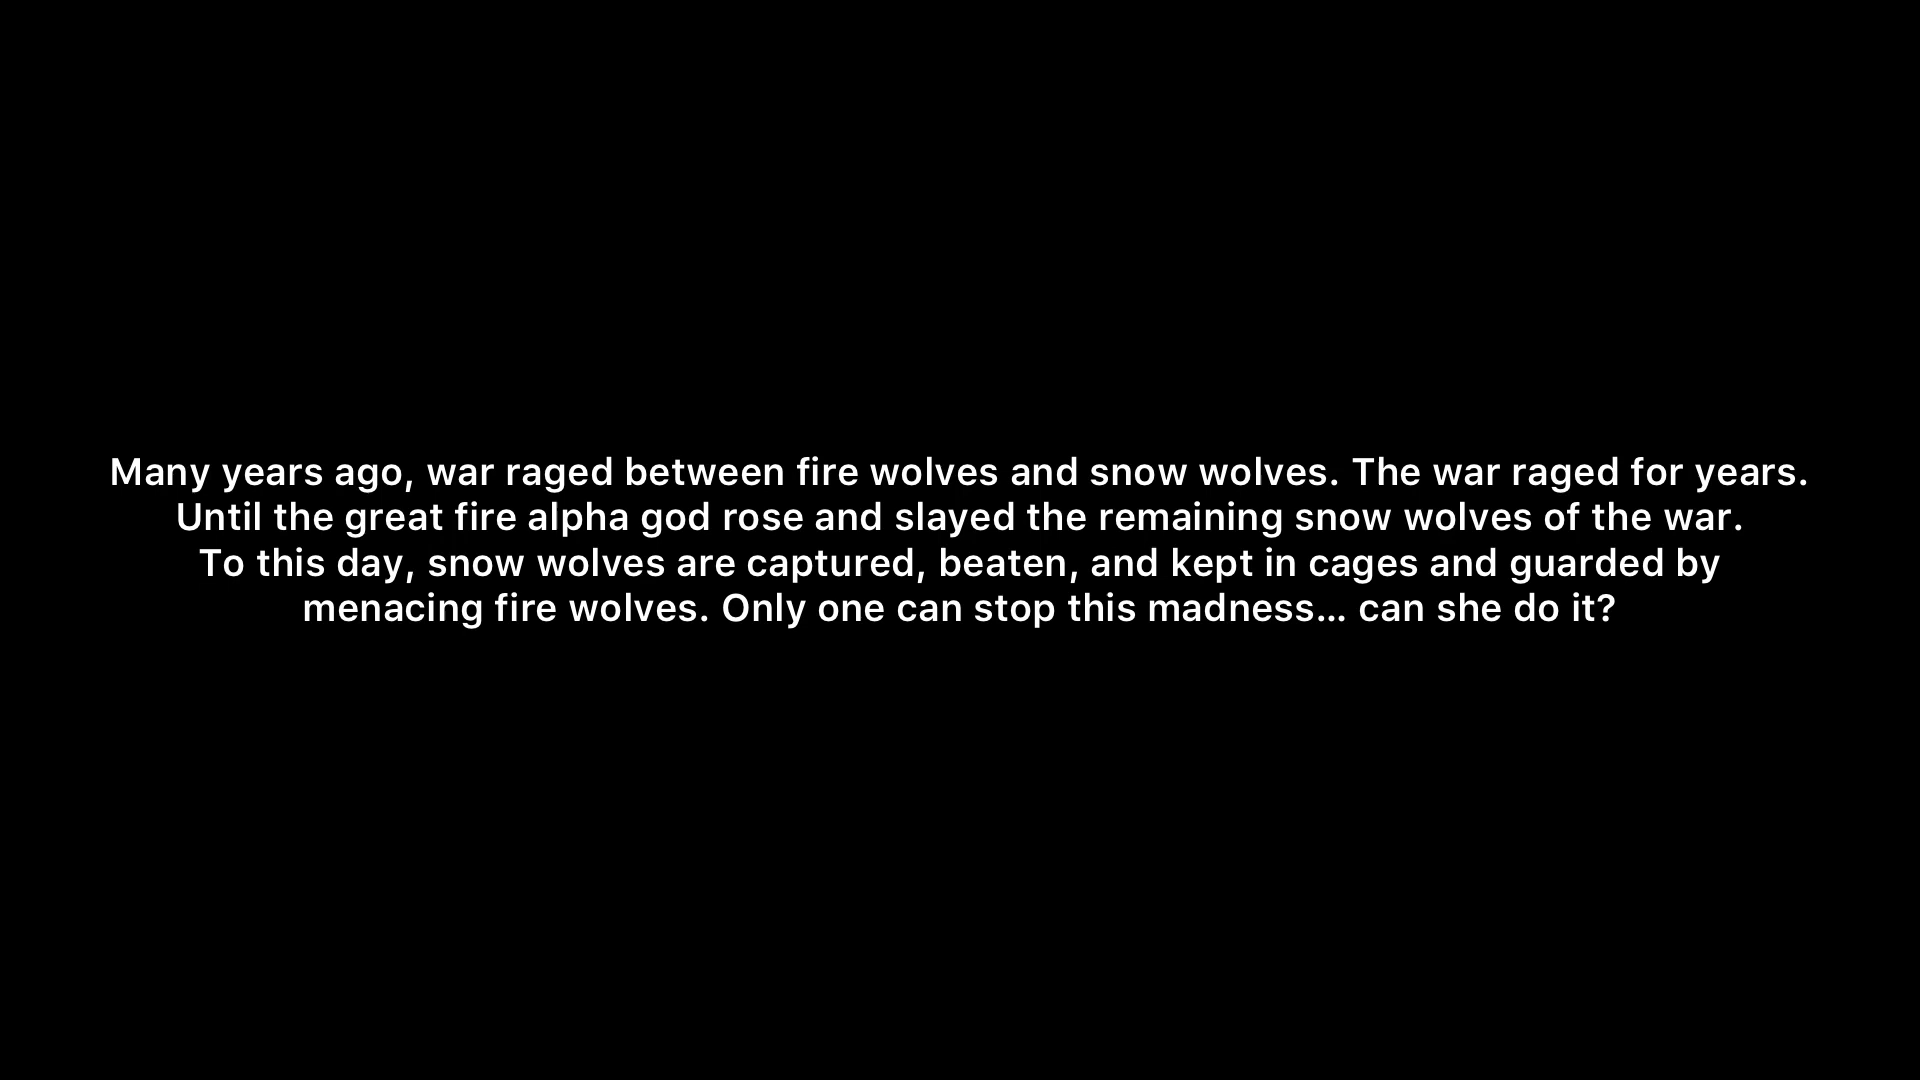 Many years ago, war raged between fire wolves and snow wolves. The war raged for years.
Until the great fire alpha god rose and slayed the remaining snow wolves of the war.
To this day, snow wolves are captured, beaten, and kept in cages and guarded by
menacing fire wolves. Only one can stop this madness... can she do it?